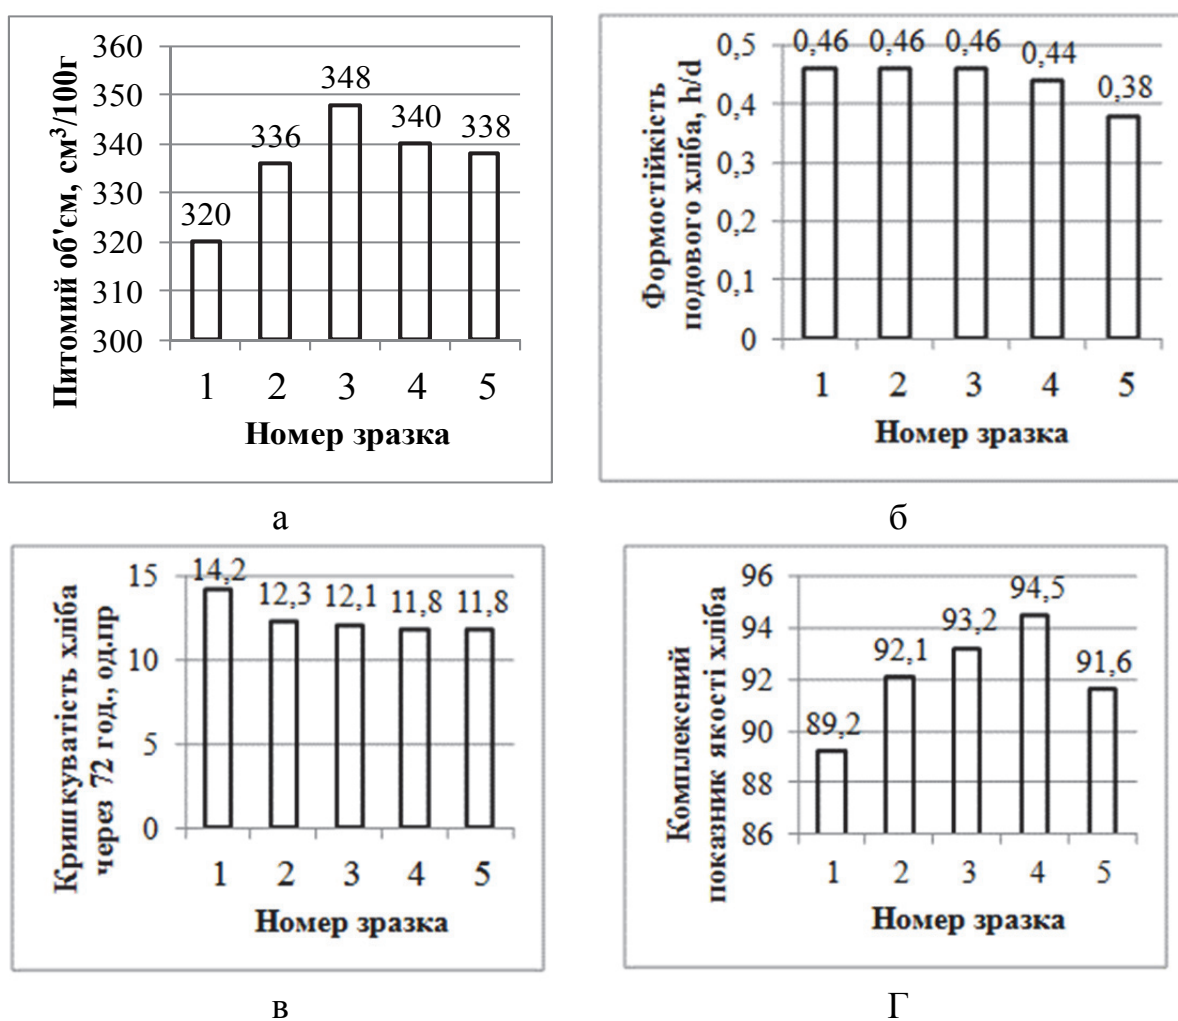 Питомий об'єм, см³/100г
360
350
340
330
320
310
300
320
336
348
340
338
1 2 3 4 5
Номер зразка
а
Формостійкість
подового хліба, h/d
0,5
0,4
0,3
0,2
0,1
0
0,46
0,46
0,46
0,44
0,38
1 2 3 4 5
Номер зразка
б
Кришкуватість хліба
через 72 год., од.пр
15
10
5
0
14,2
12,3
12,1
11,8
11,8
1 2 3 4 5
Номер зразка
в
Комплексний
показник якості хліба
96
94
92
90
88
86
89,2
92,1
93,2
94,5
91,6
1 2 3 4 5
Номер зразка
Г